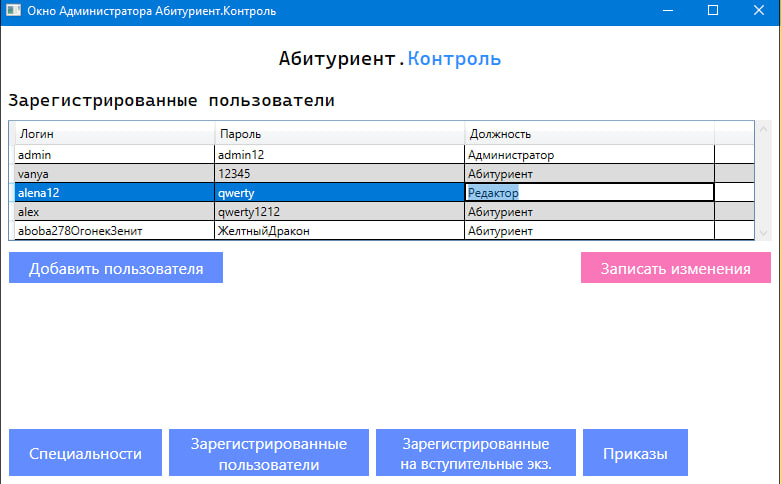 Окно Администратора Абитуриент.Контроль
Абитуриент.Контроль
Зарегистрированные пользователи
Логин Пароль Должность
admin admin12 Администратор
vanya 12345 Абитуриент
alena12 qwerty Редактор
alex qwerty1212 Абитуриент
aboba278ОгонекЗенит ЖелтныйДракон Абитуриент
Добавить пользователя Записать изменения
Специальности
Зарегистрированные
пользователи
Зарегистрированные
на вступительные экз.
Приказы